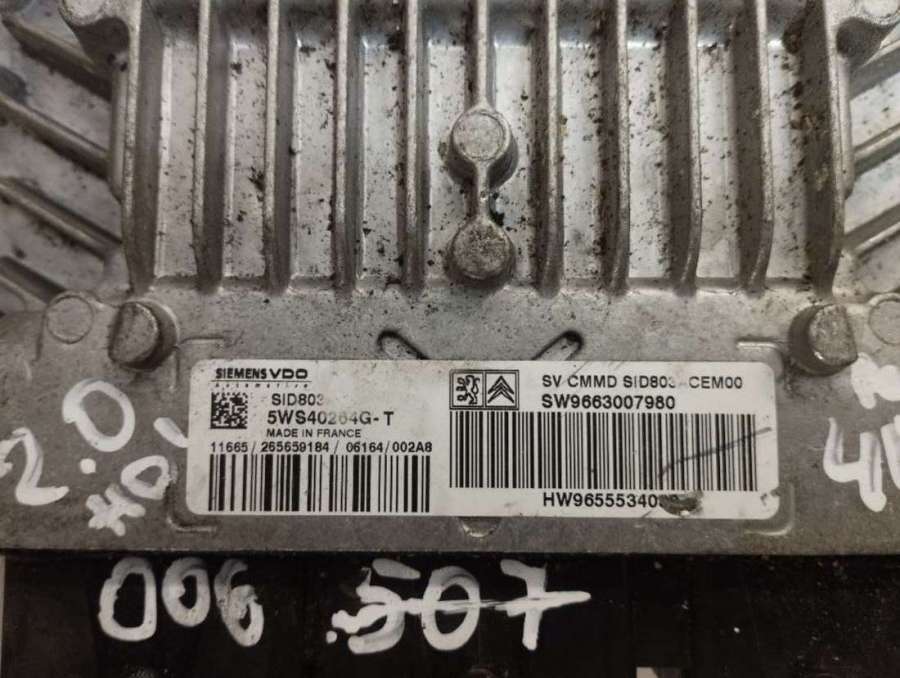 SIEMENS VDO
Automotive
SID803
5WS40264G-T
MADE IN FRANCE
11665/265659184/06164/002A8
SV CMMD SID803 CEM00
SW9663007980
HW96555340
2.0
006 507